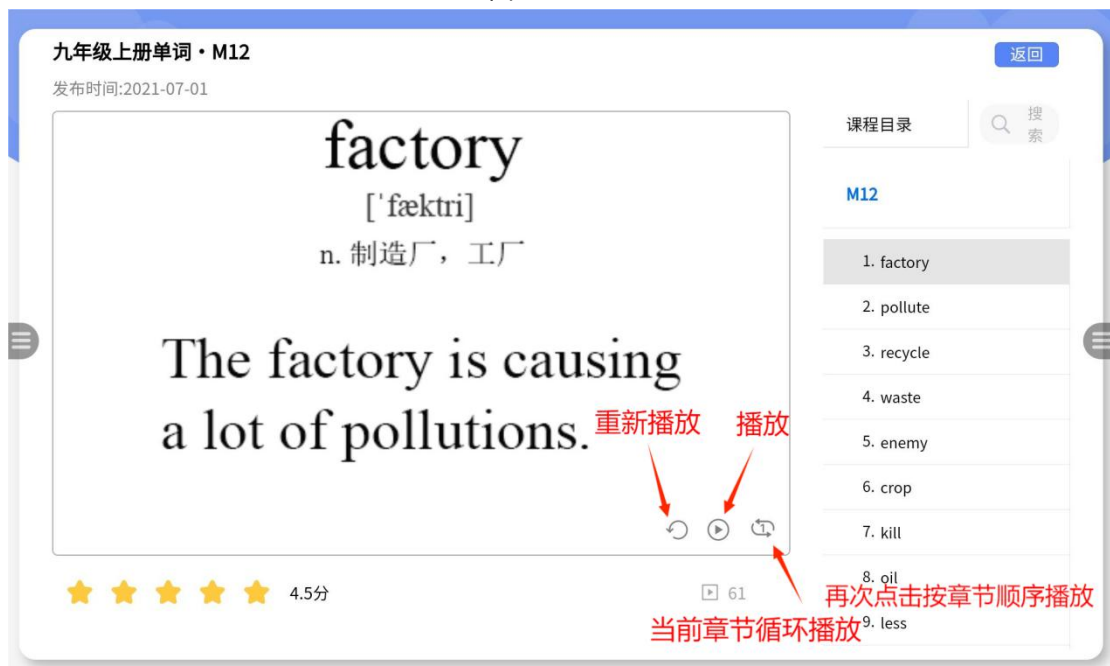 九年级上册单词·M12
返回
发布时间:2021-07-01
factory
['fæktri]
n. 制造厂，工厂
The factory is causing
a lot of pollutions.
重新播放
播放
4.5分
61
当前章节循环播放
再次点击按章节顺序播放
课程目录
搜
索
M12
1. factory
2. pollute
3. recycle
4. waste
5. enemy
6. crop
7. kill
8. oil
9. less